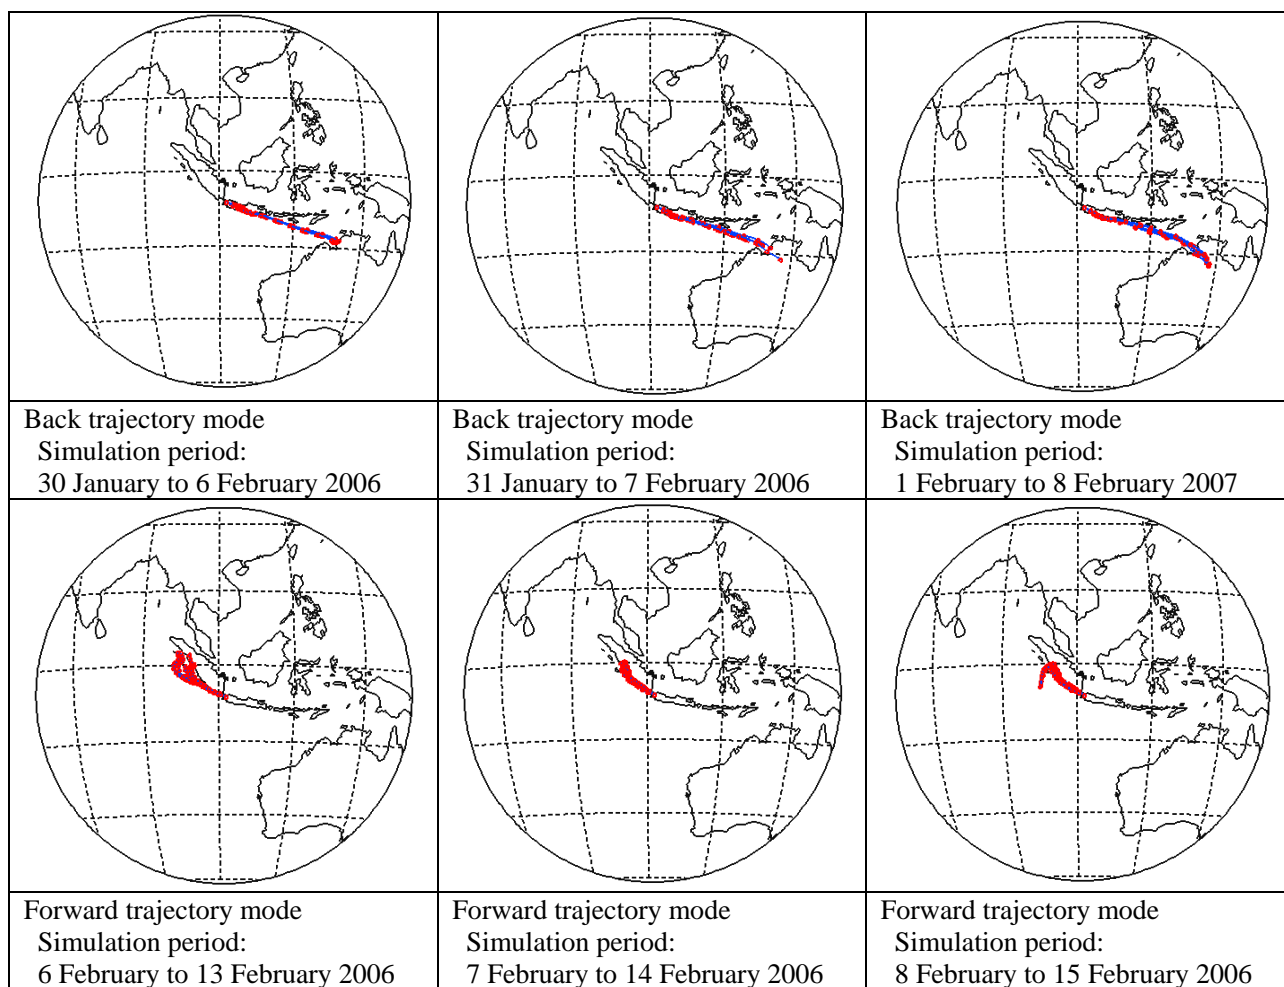 Back trajectory mode
Simulation period:
30 January to 6 February 2006
Back trajectory mode
Simulation period:
31 January to 7 February 2006
Back trajectory mode
Simulation period:
1 February to 8 February 2007
Forward trajectory mode
Simulation period:
6 February to 13 February 2006
Forward trajectory mode
Simulation period:
7 February to 14 February 2006
Forward trajectory mode
Simulation period:
8 February to 15 February 2006